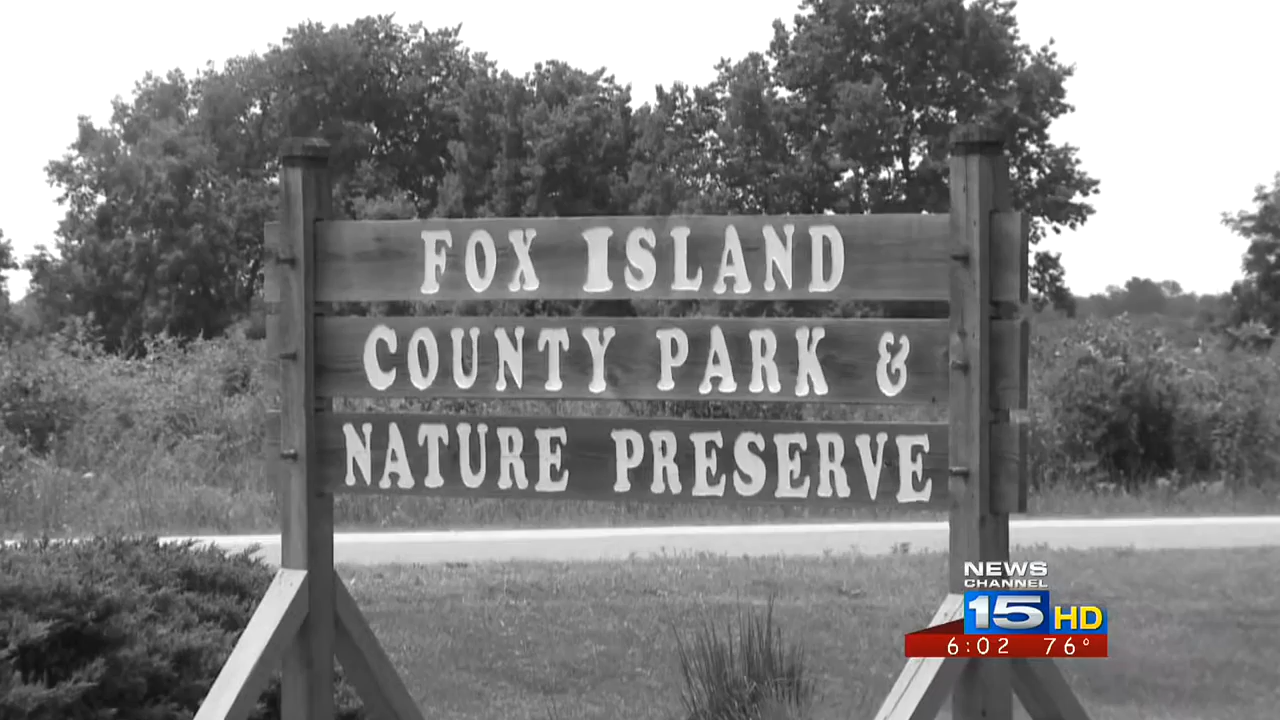 FOX ISLAND
COUNTY PARK &
NATURE PRESERVE
NEWS
CHANNEL
15 HD
6:02 76°